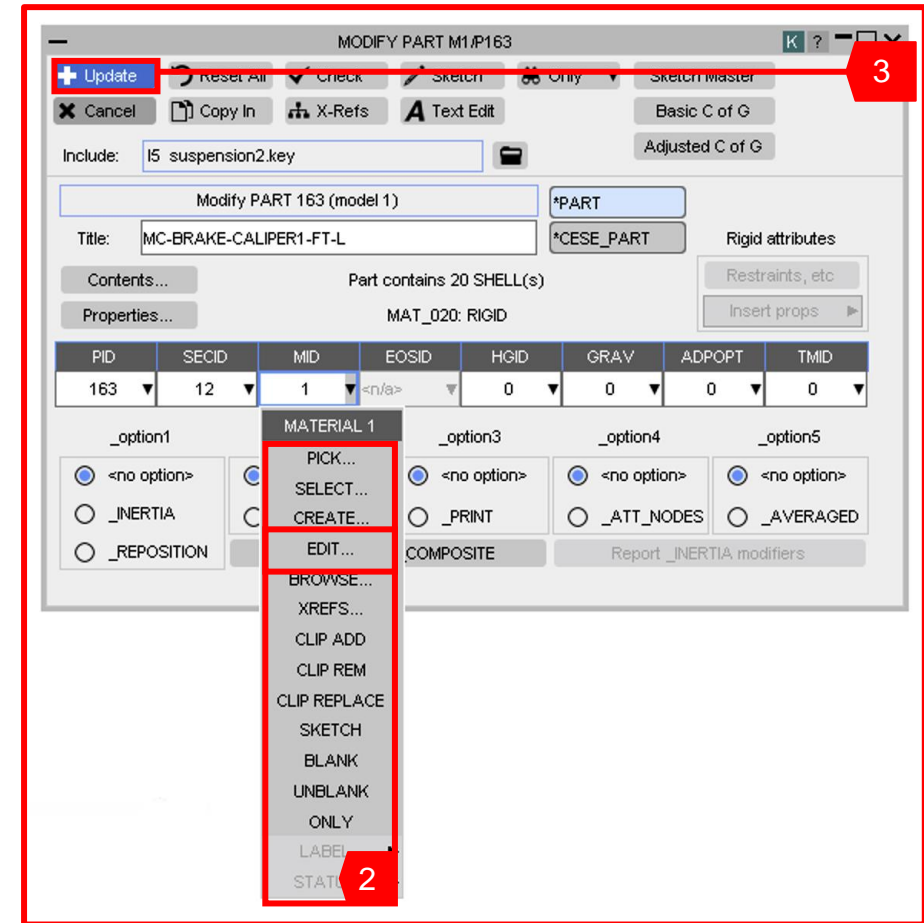 MODIFY PART M1/P163 K ?
Update Reset All Check Sketch Only Sketch Master 3
Cancel Copy In X-Refs A Text Edit Basic C of G
Include: I5 suspension2.key Adjusted C of G
Modify PART 163 (model 1) *PART
Title: MC-BRAKE-CALIPER1-FT-L *CESE_PART Rigid attributes
Contents... Part contains 20 SHELL(s) Restraints, etc
Properties... MAT_020: RIGID Insert props
PID SECID MID EOSID HGID GRAV ADPOPT TMID
163 12 1 <n/a> 0 0 0 0
_option1 MATERIAL 1 _option3 _option4 _option5
<no option> PICK... <no option> <no option> <no option>
SELECT...
_INERTIA CREATE... _PRINT _ATT_NODES _AVERAGED
_REPOSITION EDIT... _COMPOSITE Report _INERTIA modifiers
BROWSE...
XREFS...
CLIP ADD
CLIP REM
CLIP REPLACE
SKETCH
BLANK
UNBLANK
ONLY
LABEL
2